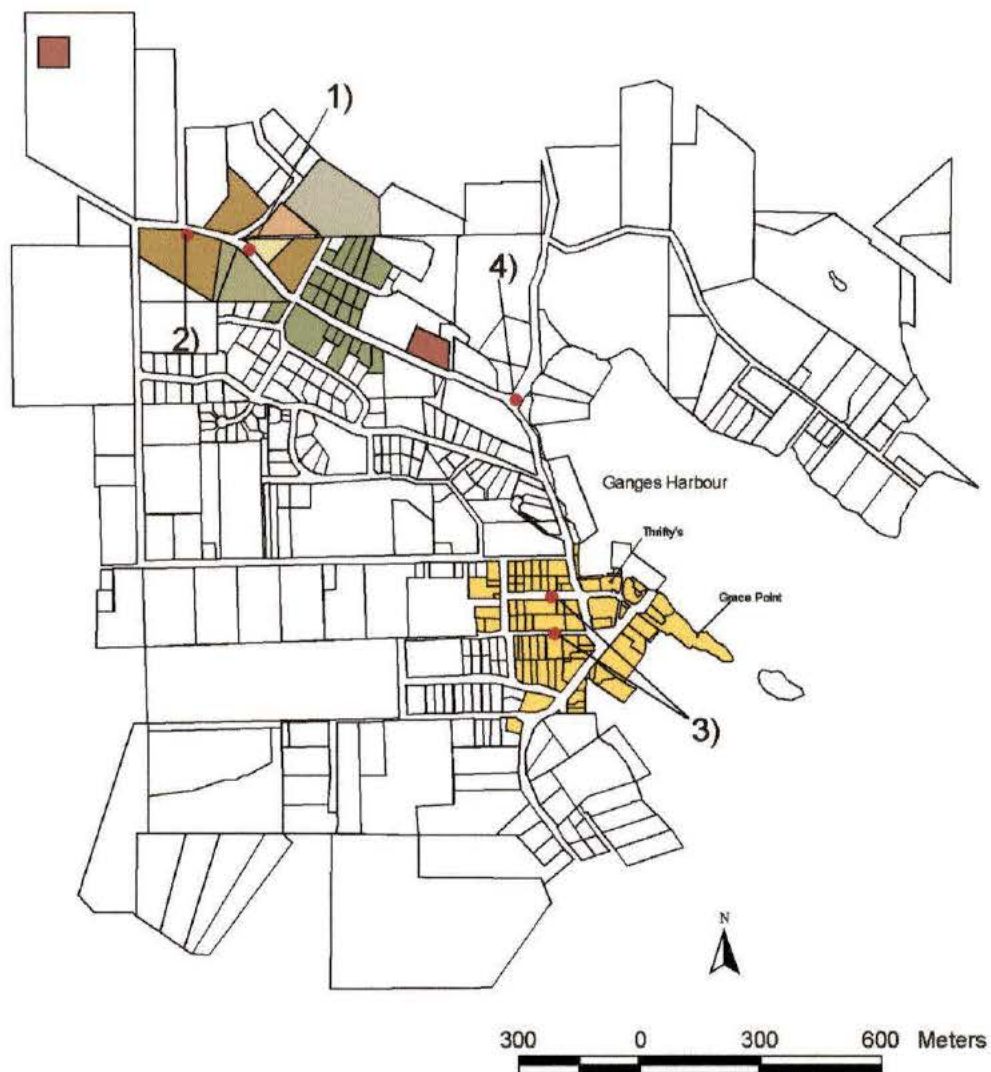 1)
2)
4)
Ganges Harbour
Thrifty's
Grace Point
3)
N
300 0 300 600 Meters